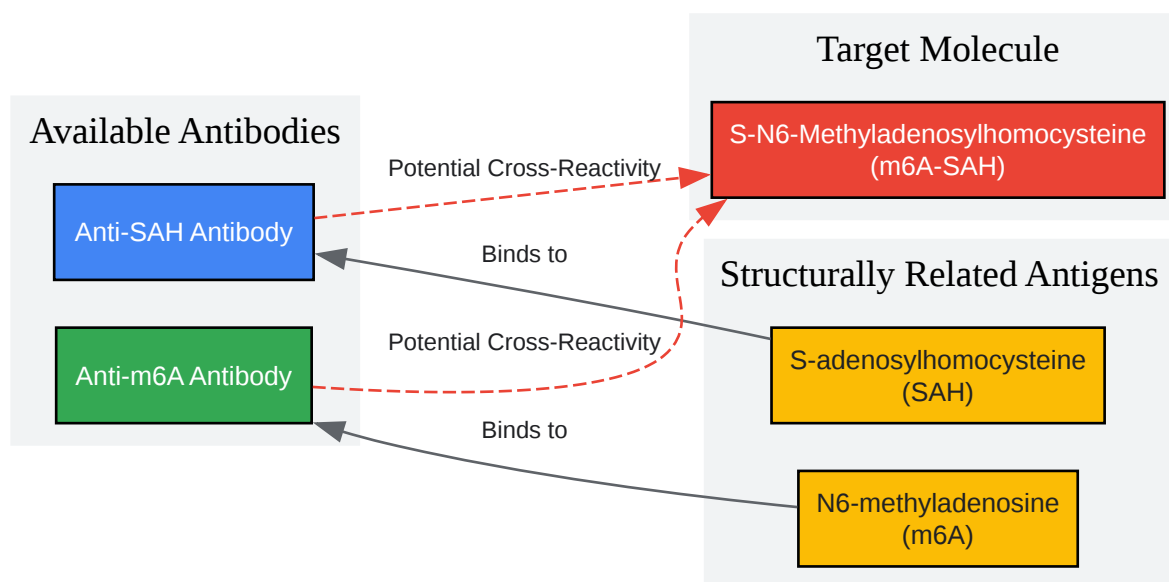 Target Molecule
S-N6-Methyladenosylhomocysteine
(m6A-SAH)
Available Antibodies
Anti-SAH Antibody
Anti-m6A Antibody
Potential Cross-Reactivity
Binds to
Potential Cross-Reactivity
Binds to
Structurally Related Antigens
S-adenosylhomocysteine
(SAH)
N6-methyladenosine
(m6A)